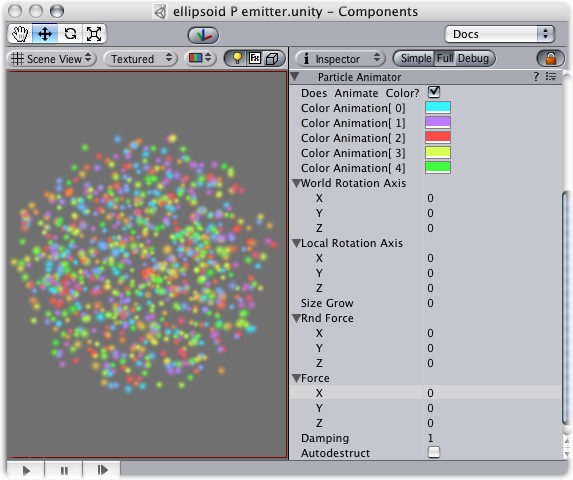 ellipsoid P emitter.unity – Components
Docs
Scene View Textured Fx Inspector Simple Full Debug
Particle Animator ?
Does Animate Color?
Color Animation[ 0]
Color Animation[ 1]
Color Animation[ 2]
Color Animation[ 3]
Color Animation[ 4]
World Rotation Axis
X 0
Y 0
Z 0
Local Rotation Axis
X 0
Y 0
Z 0
Size Grow 0
Rnd Force
X 0
Y 0
Z 0
Force
X 0
Y 0
Z 0
Damping 1
Autodestruct